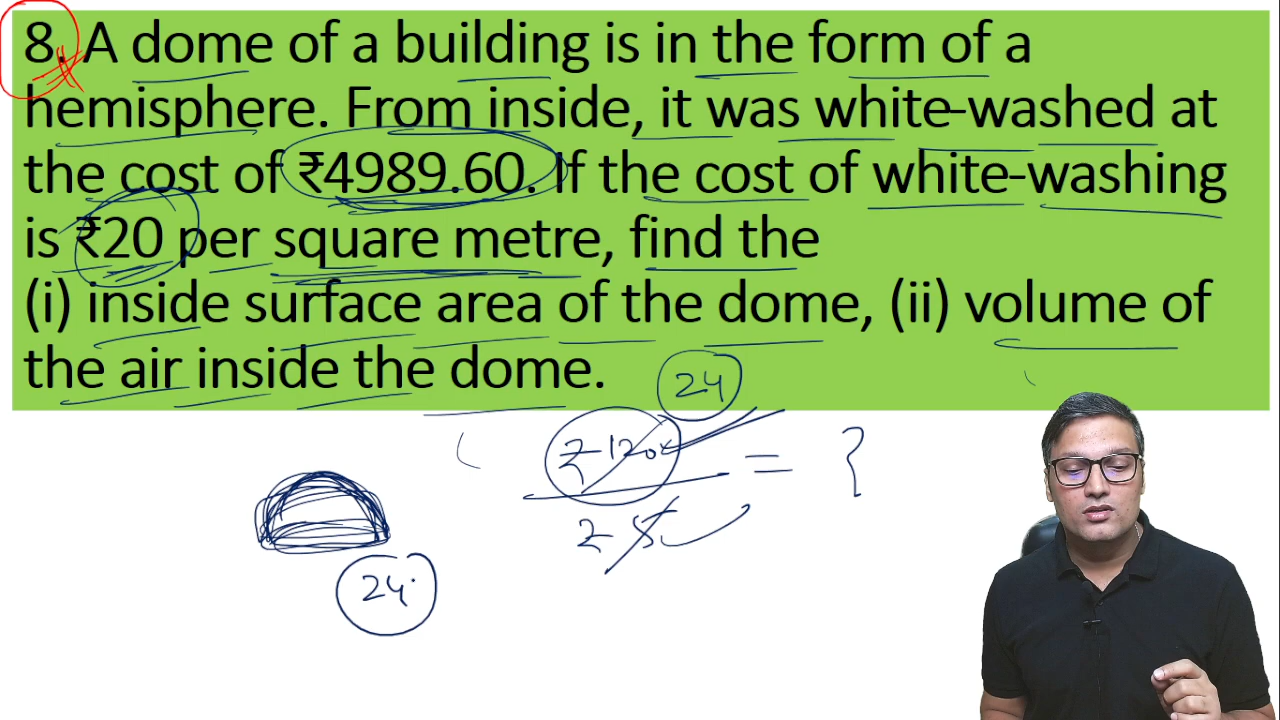 8. A dome of a building is in the form of a
hemisphere. From inside, it was white-washed at
the cost of ₹4989.60. If the cost of white-washing
is ₹20 per square metre, find the
(i) inside surface area of the dome, (ii) volume of
the air inside the dome.
24
₹120 = ?
₹5
24